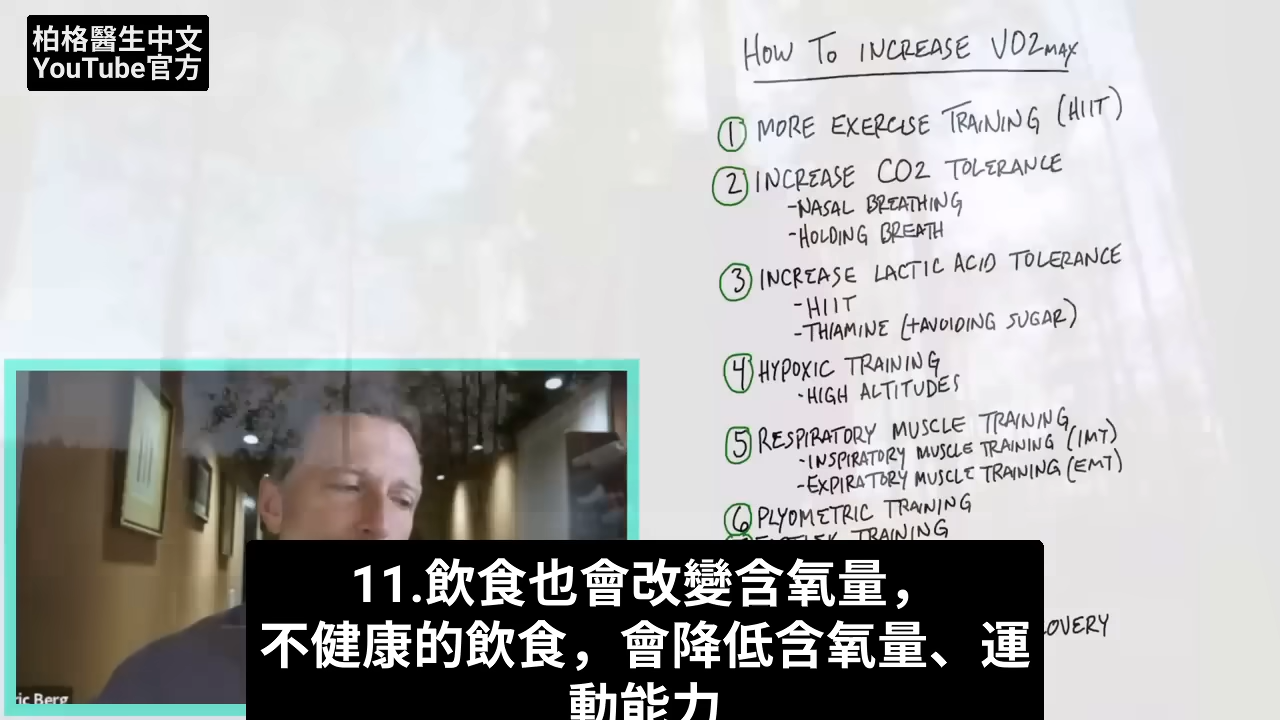 柏格醫生中文
YouTube官方
HOW TO INCREASE VO2MAX
1 MORE EXERCISE TRAINING (HIIT)
2 INCREASE CO2 TOLERANCE
-NASAL BREATHING
-HOLDING BREATH
3 INCREASE LACTIC ACID TOLERANCE
-HIIT
-THIAMINE (+AVOIDING SUGAR)
4 HYPOXIC TRAINING
-HIGH ALTITUDES
5 RESPIRATORY MUSCLE TRAINING
-INSPIRATORY MUSCLE TRAINING (IMT)
-EXPIRATORY MUSCLE TRAINING (EMT)
6 PLYOMETRIC TRAINING
TRAINING
OVERY
ric Berg
11.飲食也會改變含氧量，
不健康的飲食，會降低含氧量、運
動能力